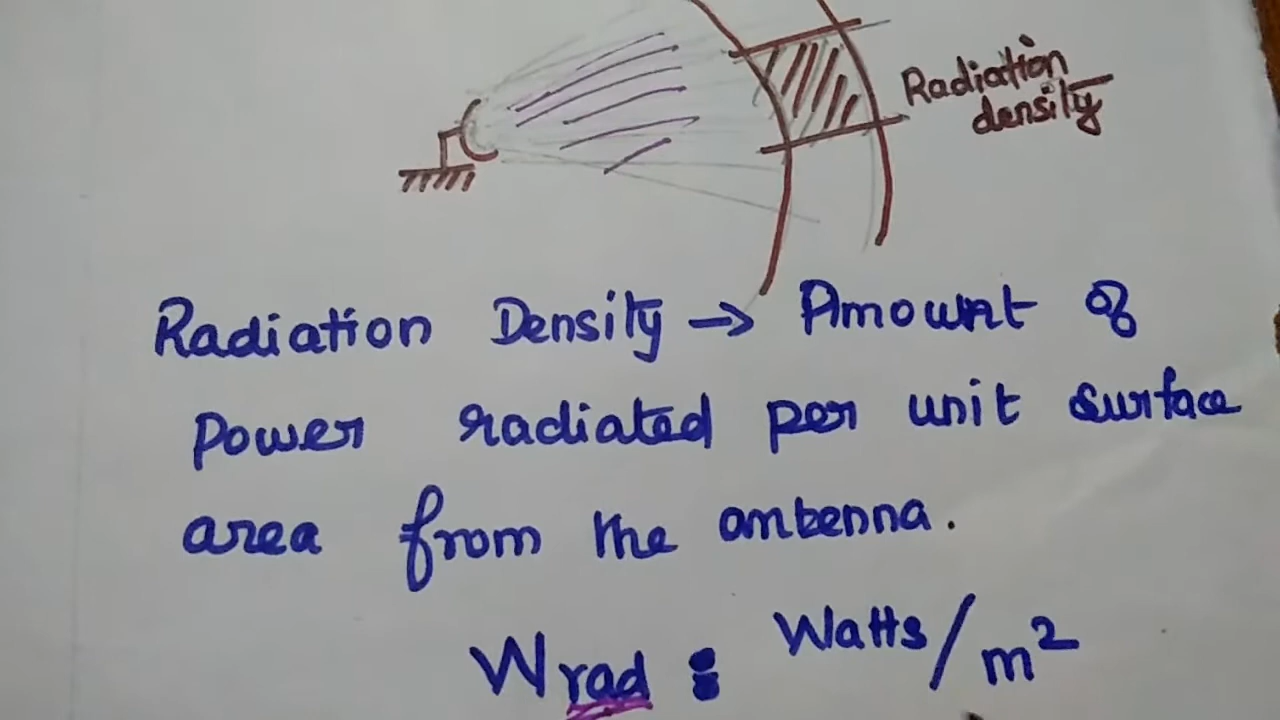 Radiation
density
Radiation Density → Amount of
Power radiated per unit surface
area from the antenna.
Wrad : Watts/m²